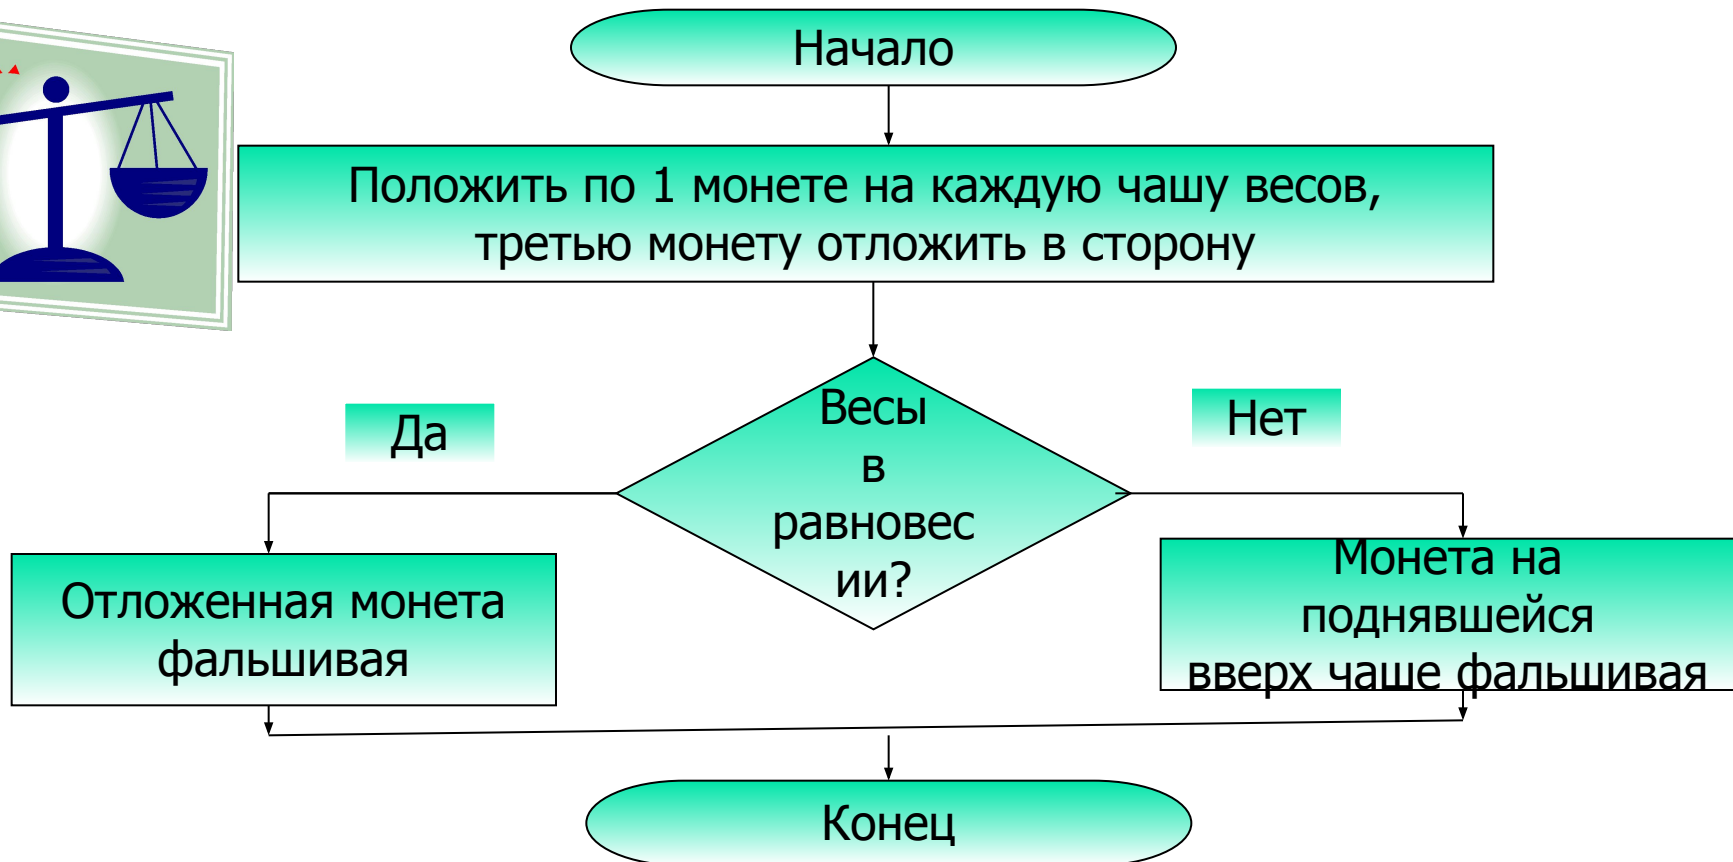 Начало
Положить по 1 монете на каждую чашу весов,
третью монету отложить в сторону
Весы
в
равновес
ии?
Да
Нет
Отложенная монета
фальшивая
Монета на
поднявшейся
вверх чаше фальшивая
Конец